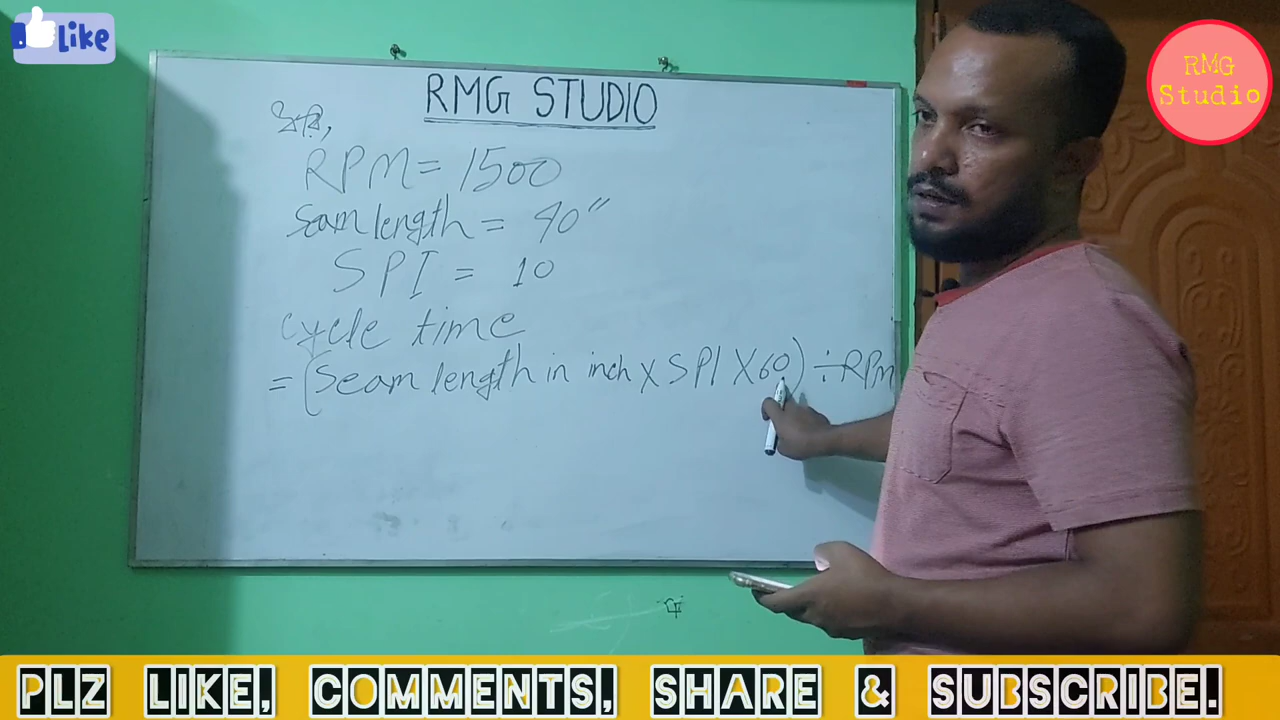 Like
RMG
Studio
RMG STUDIO
ধরি,
RPM = 1500
Seam length = 40"
SPI = 10
Cycle time
= (Seam length in inch X SPI X 60) ÷ RPM
PLZ LIKE, COMMENTS, SHARE & SUBSCRIBE.